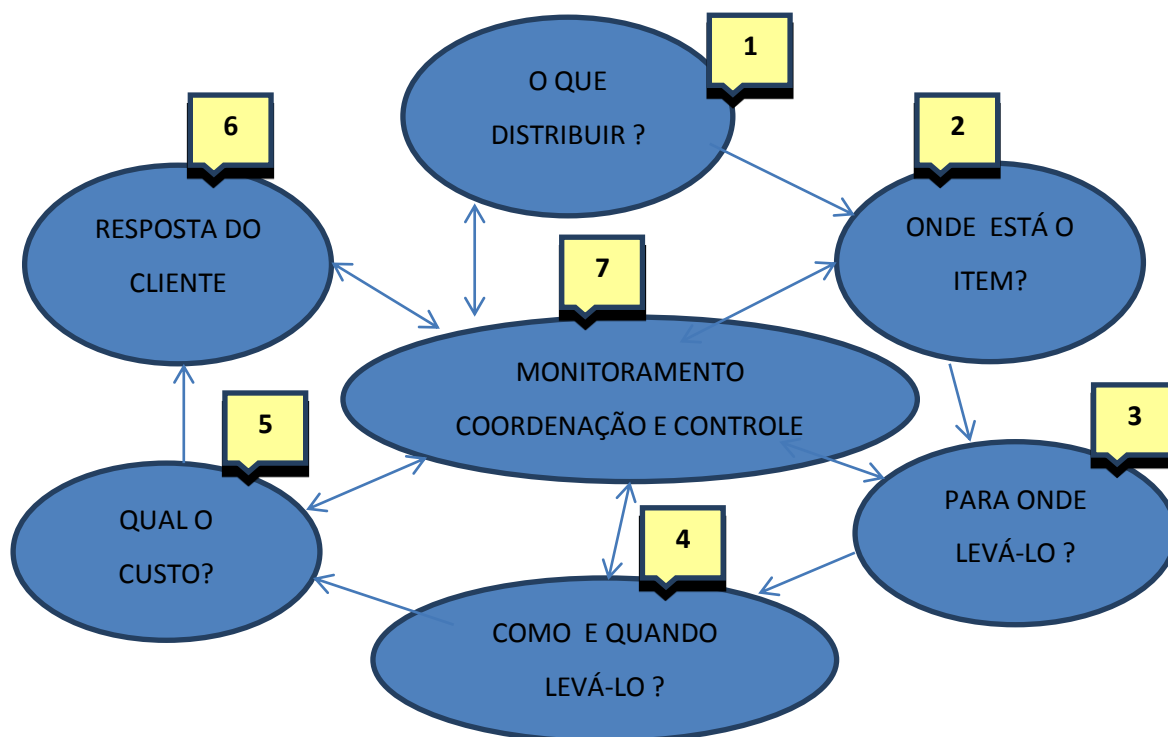 1
O QUE
DISTRIBUIR ?
2
ONDE ESTÁ O
ITEM?
3
PARA ONDE
LEVÁ-LO ?
4
COMO E QUANDO
LEVÁ-LO ?
5
QUAL O
CUSTO?
6
RESPOSTA DO
CLIENTE
7
MONITORAMENTO
COORDENAÇÃO E CONTROLE